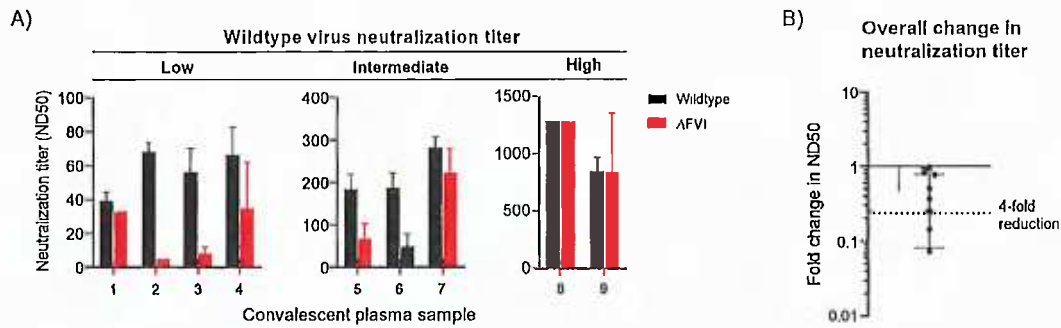 A)
Wildtype virus neutralization titer
Low
Intermediate
High
Neutralization titer (ND50)
100
80
60
40
20
0
1
2
3
4
400
300
200
100
0
5
6
7
1500
1000
500
0
8
9
Wildtype
ΛFVI
Convalescent plasma sample
B)
Overall change in
neutralization titer
Fold change in ND50
10
1
0.1
0.01
4-fold
reduction